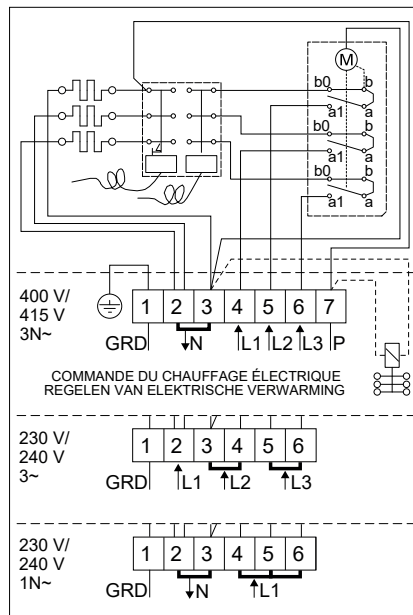 M
b0 b
a1 a
b0 b
a1 a
b0 b
a1 a
400 V/
415 V
3N~
1 2 3 4 5 6 7
GRD N L1 L2 L3 P
COMMANDE DU CHAUFFAGE ÉLECTRIQUE
REGELEN VAN ELEKTRISCHE VERWARMING
230 V/
240 V
3~
1 2 3 4 5 6
GRD L1 L2 L3
230 V/
240 V
1N~
1 2 3 4 5 6
GRD N L1